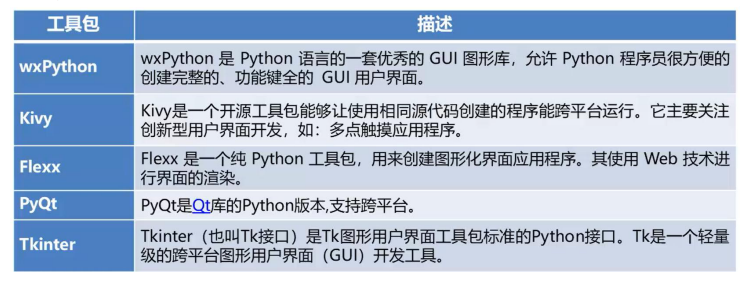 工具包 描述
wxPython wxPython 是 Python 语言的一套优秀的 GUI 图形库，允许 Python 程序员很方便的
创建完整的、功能键全的 GUI 用户界面。
Kivy Kivy是一个开源工具包能够让使用相同源代码创建的程序能跨平台运行。它主要关注
创新型用户界面开发，如：多点触摸应用程序。
Flexx Flexx 是一个纯 Python 工具包，用来创建图形化界面应用程序。其使用 Web 技术进
行界面的渲染。
PyQt PyQt是Qt库的Python版本,支持跨平台。
Tkinter Tkinter（也叫Tk接口）是Tk图形用户界面工具包标准的Python接口。Tk是一个轻量
级的跨平台图形用户界面（GUI）开发工具。